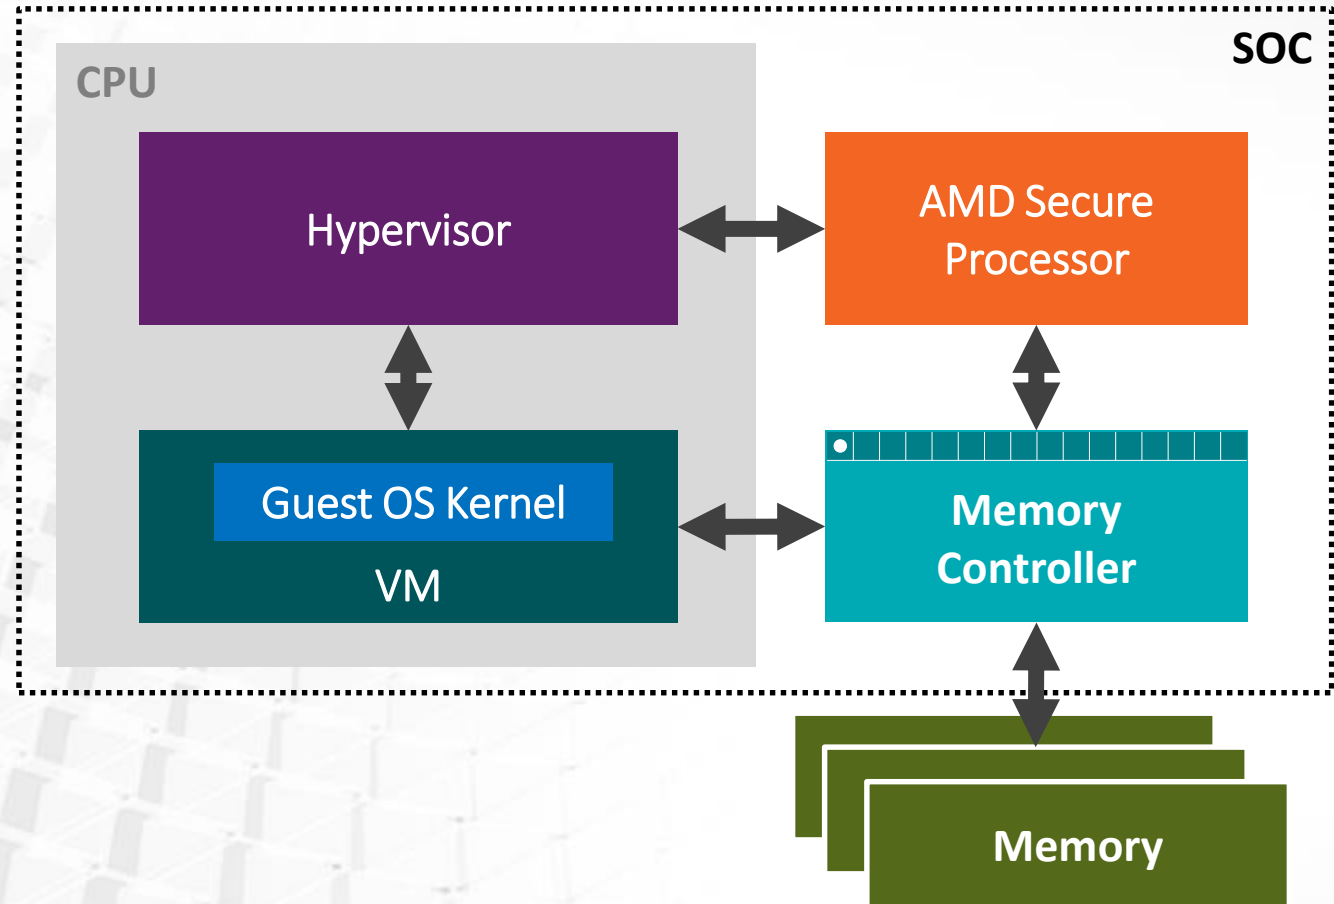 SOC
CPU
Hypervisor
AMD Secure
Processor
Guest OS Kernel
VM
Memory
Controller
Memory